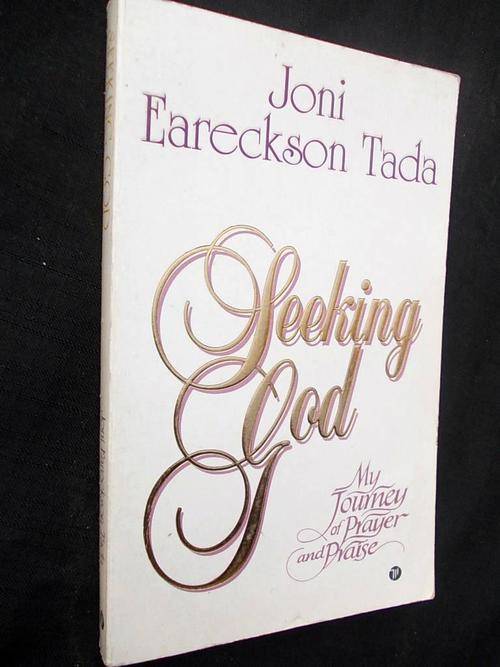 Joni
Eareckson Tada
Seeking
God
My
Journey
of Prayer
and Praise